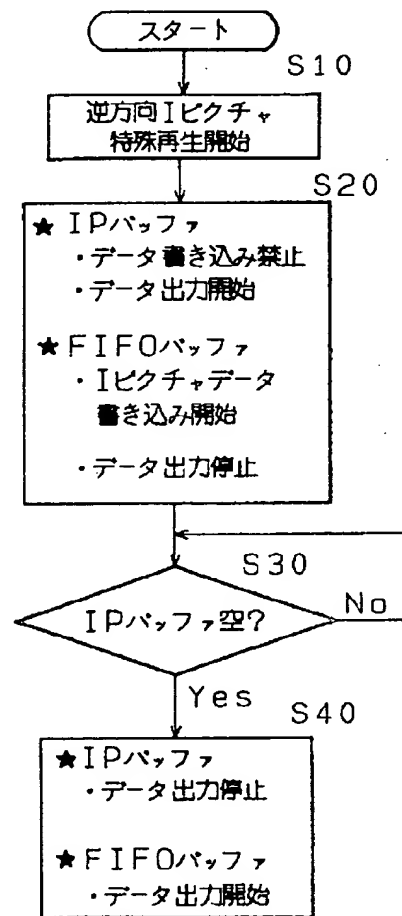 スタート
S10
逆方向Iピクチャ
特殊再生開始
S20
★ IPバッファ
・データ書き込み禁止
・データ出力開始
★ FIFOバッファ
・Iピクチャデータ
書き込み開始
・データ出力停止
S30
IPバッファ空?
No
Yes
S40
★IPバッファ
・データ出力停止
★FIFOバッファ
・データ出力開始